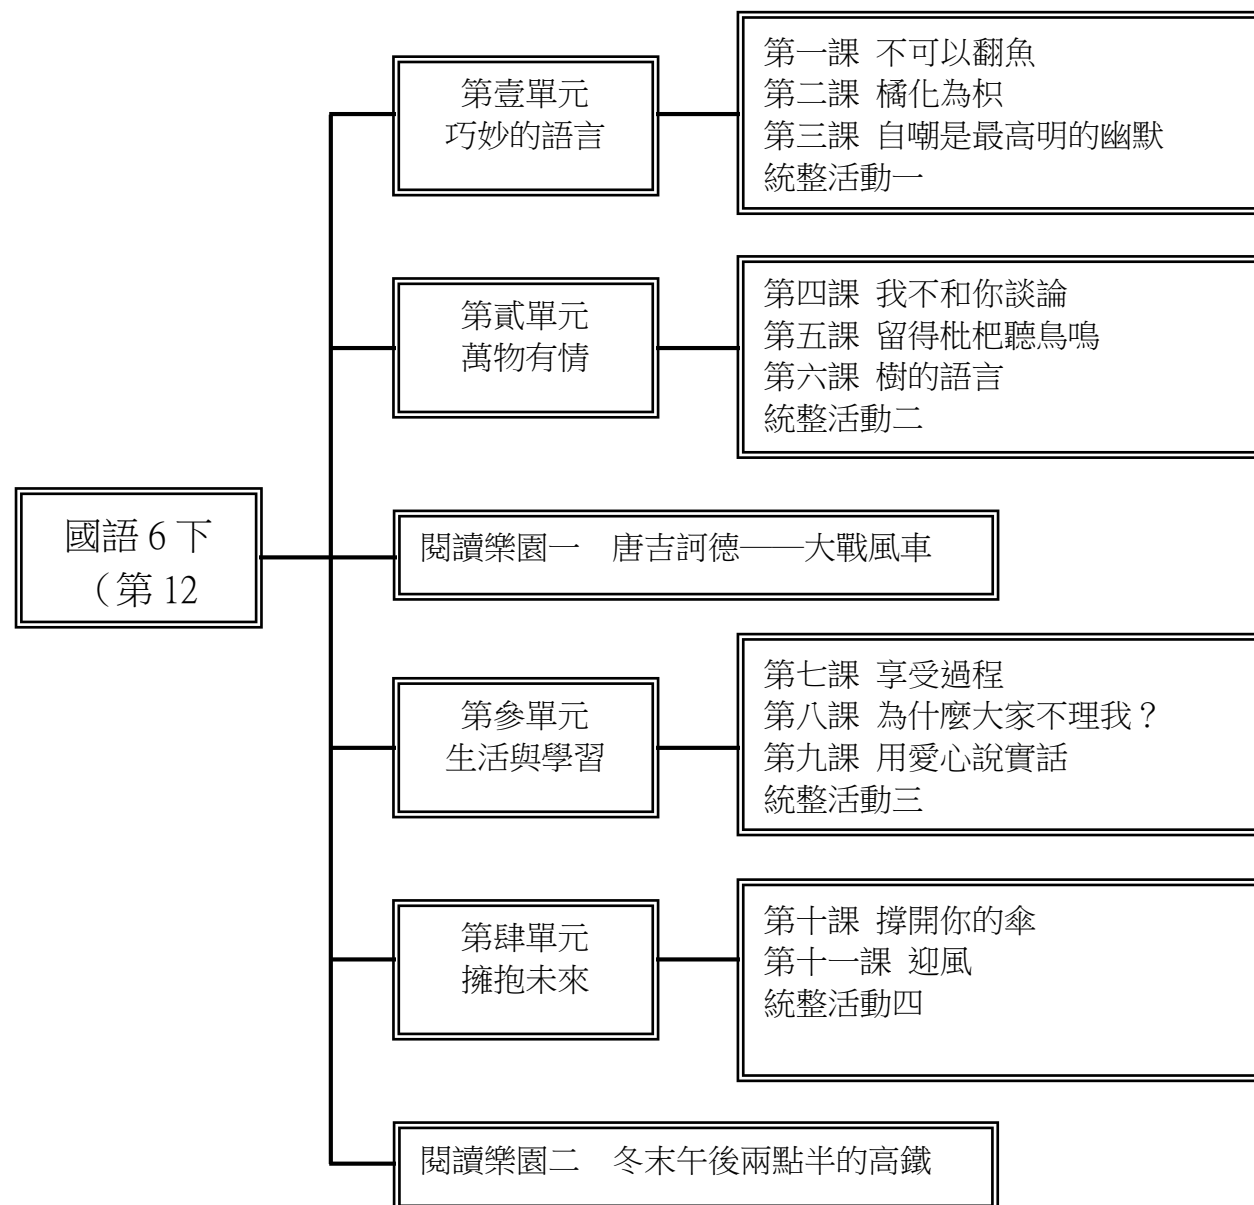 國語 6 下
（第 12
第壹單元
巧妙的語言
第一課 不可以翻魚
第二課 橘化為枳
第三課 自嘲是最高明的幽默
統整活動一
第貳單元
萬物有情
第四課 我不和你談論
第五課 留得枇杷聽鳥鳴
第六課 樹的語言
統整活動二
閱讀樂園一　唐吉訶德——大戰風車
第參單元
生活與學習
第七課 享受過程
第八課 為什麼大家不理我？
第九課 用愛心說實話
統整活動三
第肆單元
擁抱未來
第十課 撐開你的傘
第十一課 迎風
統整活動四
閱讀樂園二　冬末午後兩點半的高鐵